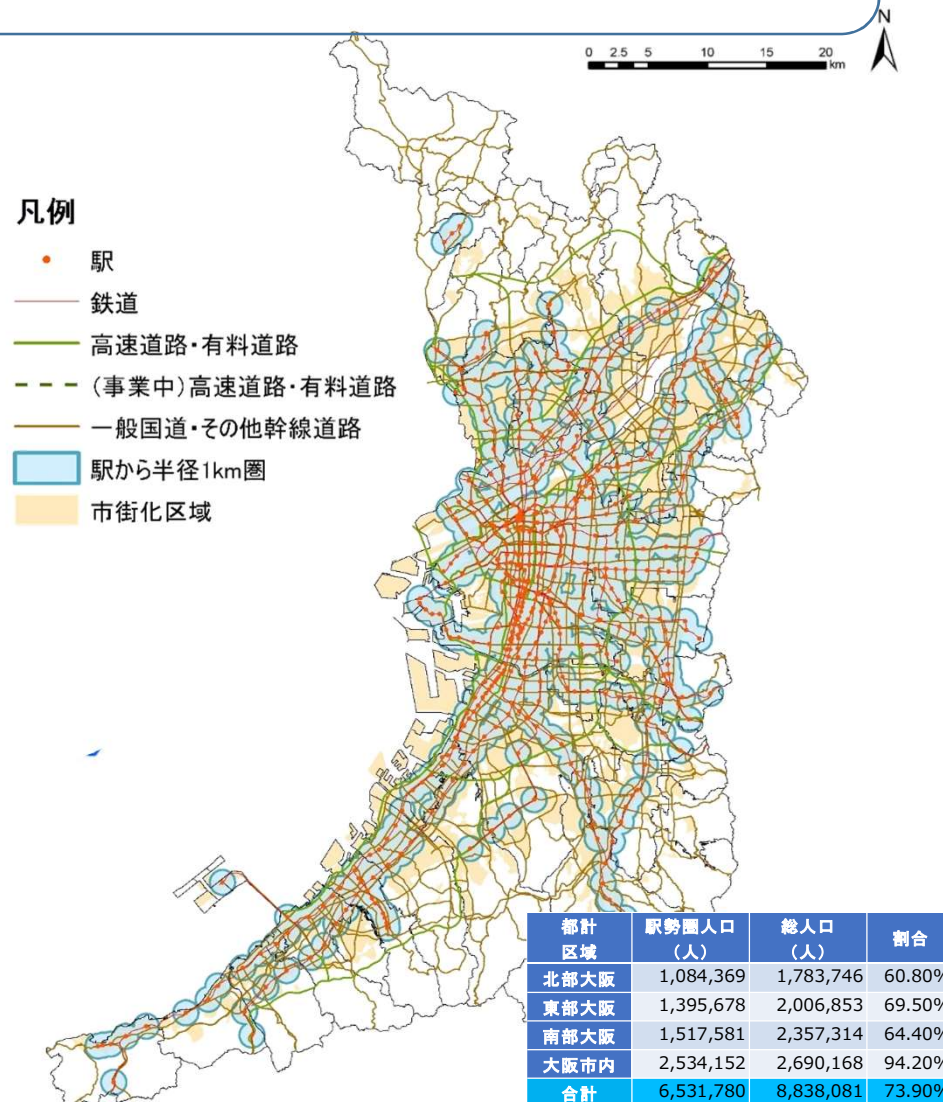 N
0 2.5 5 10 15 20
km
凡例
駅
鉄道
高速道路・有料道路
(事業中)高速道路・有料道路
一般国道・その他幹線道路
駅から半径1km圏
市街化区域
都計区域 駅勢圏人口(人) 総人口(人) 割合
北部大阪 1,084,369 1,783,746 60.80%
東部大阪 1,395,678 2,006,853 69.50%
南部大阪 1,517,581 2,357,314 64.40%
大阪市内 2,534,152 2,690,168 94.20%
合計 6,531,780 8,838,081 73.90%